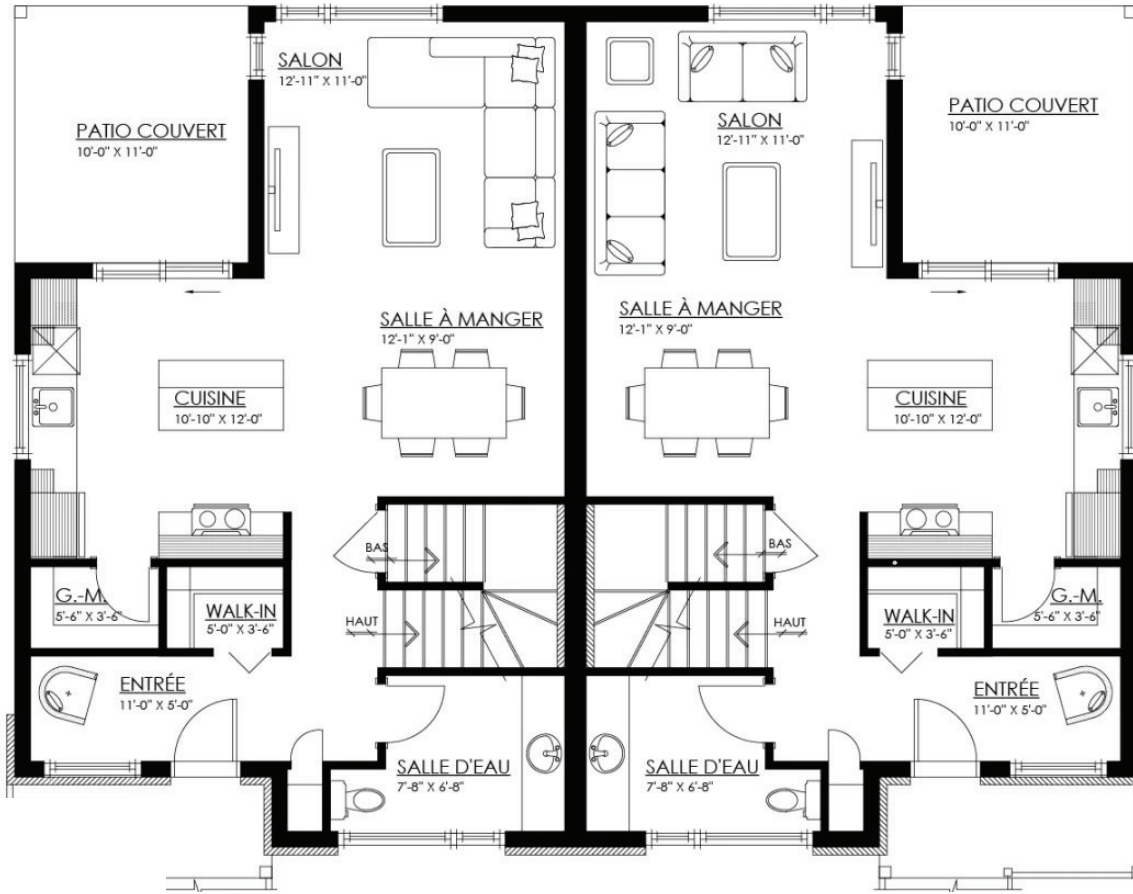 SALON
12'-11" X 11'-0"
PATIO COUVERT
10'-0" X 11'-0"
SALLE À MANGER
12'-1" X 9'-0"
CUISINE
10'-10" X 12'-0"
BAS
HAUT
G.-M.
5'-6" X 3'-6"
WALK-IN
5'-0" X 3'-6"
ENTRÉE
11'-0" X 5'-0"
SALLE D'EAU
7'-8" X 6'-8"
SALON
12'-11" X 11'-0"
PATIO COUVERT
10'-0" X 11'-0"
SALLE À MANGER
12'-1" X 9'-0"
CUISINE
10'-10" X 12'-0"
BAS
HAUT
WALK-IN
5'-0" X 3'-6"
G.-M.
5'-6" X 3'-6"
ENTRÉE
11'-0" X 5'-0"
SALLE D'EAU
7'-8" X 6'-8"